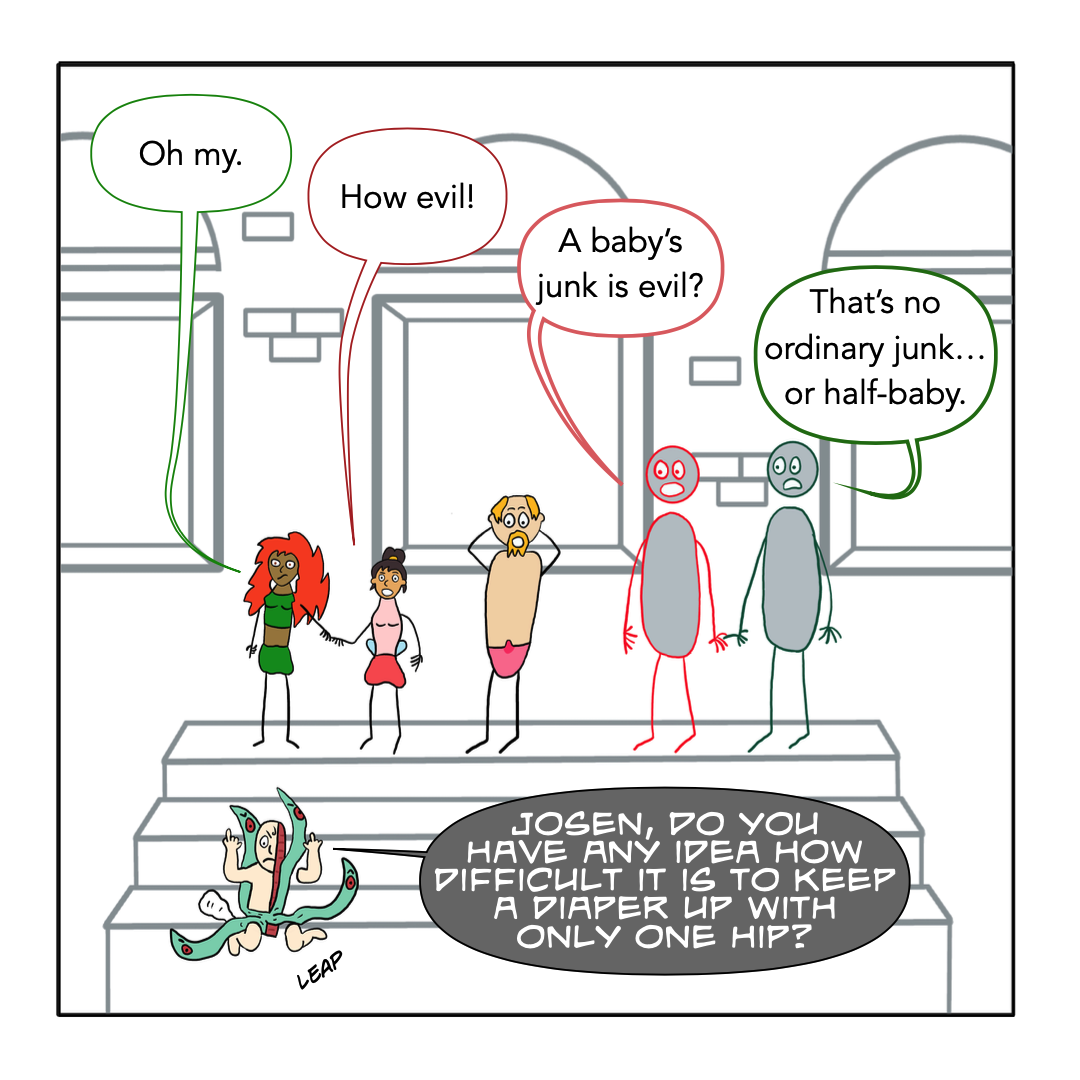 Oh my.
How evil!
A baby's
junk is evil?
That's no
ordinary junk...
or half-baby.
JOSEN, DO YOU
HAVE ANY IDEA HOW
DIFFICULT IT IS TO KEEP
A DIAPER UP WITH
ONLY ONE HIP?
LEAP